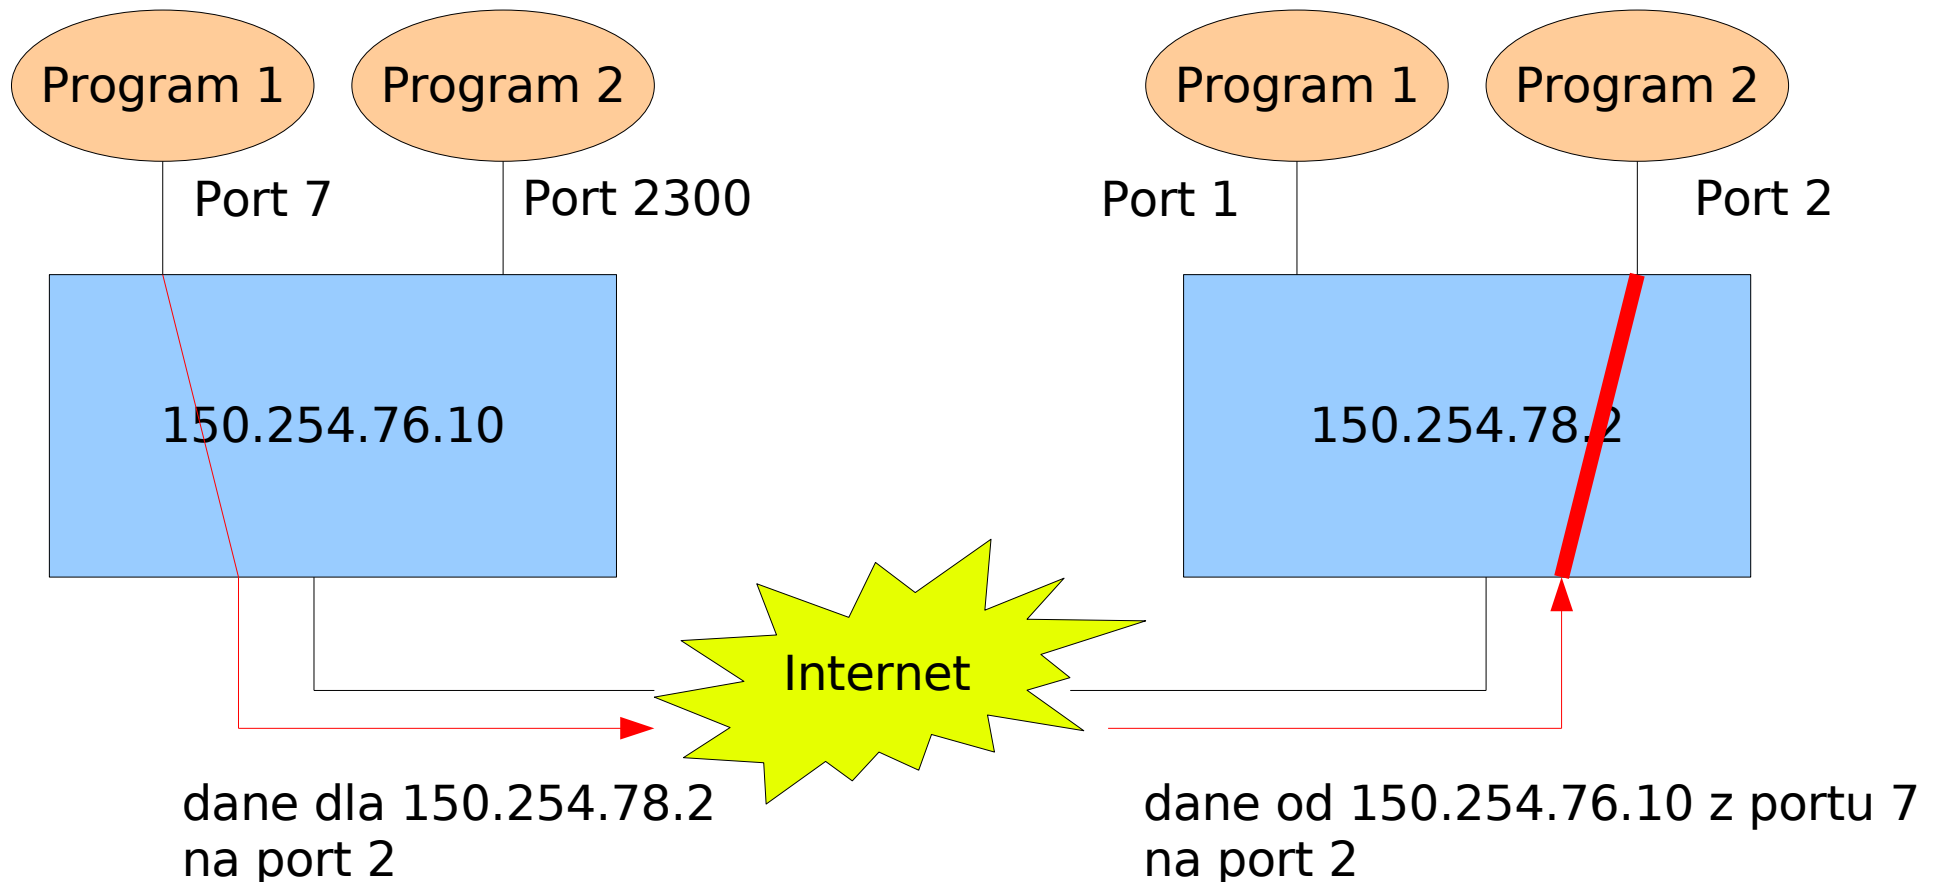 Program 1
Program 2
Program 1
Program 2
Port 7
Port 2300
Port 1
Port 2
150.254.76.10
150.254.78.2
Internet
dane dla 150.254.78.2
na port 2
dane od 150.254.76.10 z portu 7
na port 2